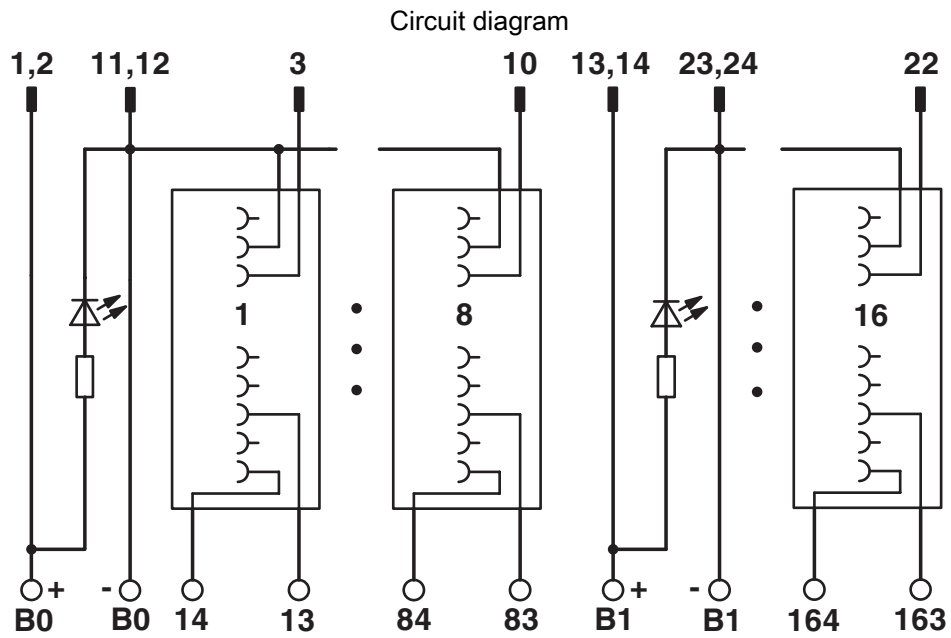 Circuit diagram
1,2 11,12 3 10 13,14 23,24 22
1 8 16
+ - + -
B0 B0 14 13 84 83 B1 B1 164 163